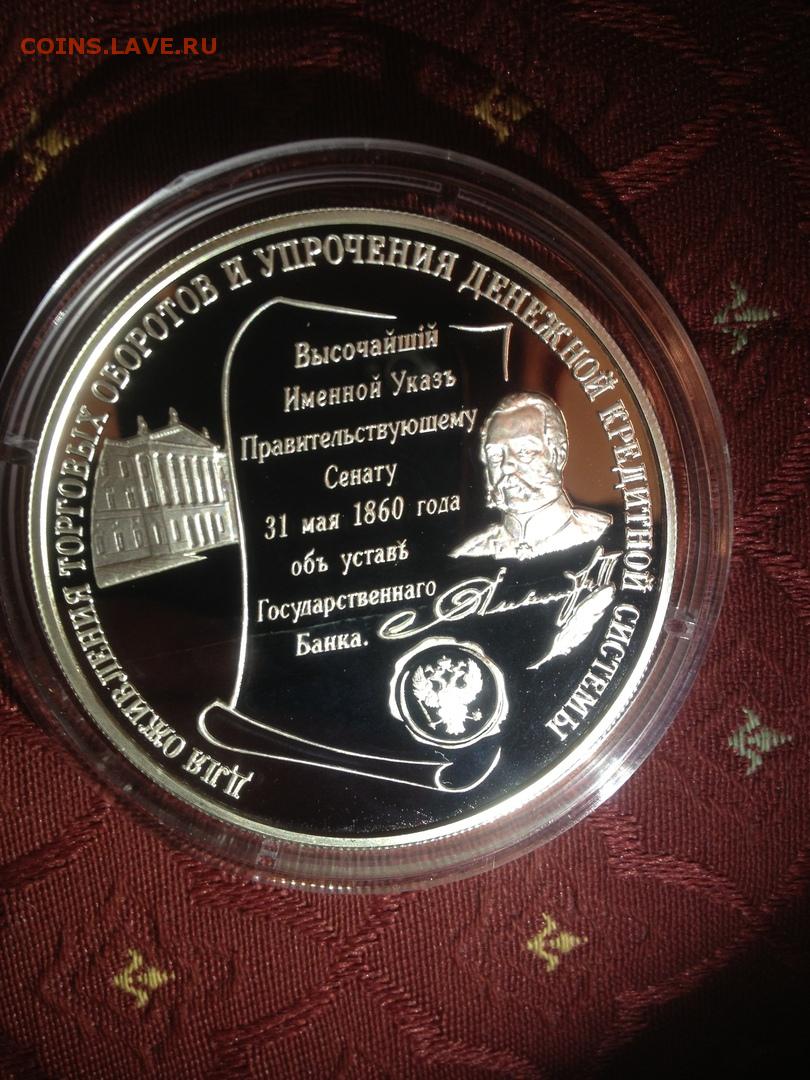 COINS.LAVE.RU
ДЛЯ ОЖИВЛЕНИЯ ТОРГОВЫХ ОБОРОТОВ И УПРОЧЕНИЯ ДЕНЕЖНОЙ КРЕДИТНОЙ СИСТЕМЫ
Высочайшій
Именной Указъ
Правительствующему
Сенату
31 мая 1860 года
объ уставѣ
Государственнаго
Банка.